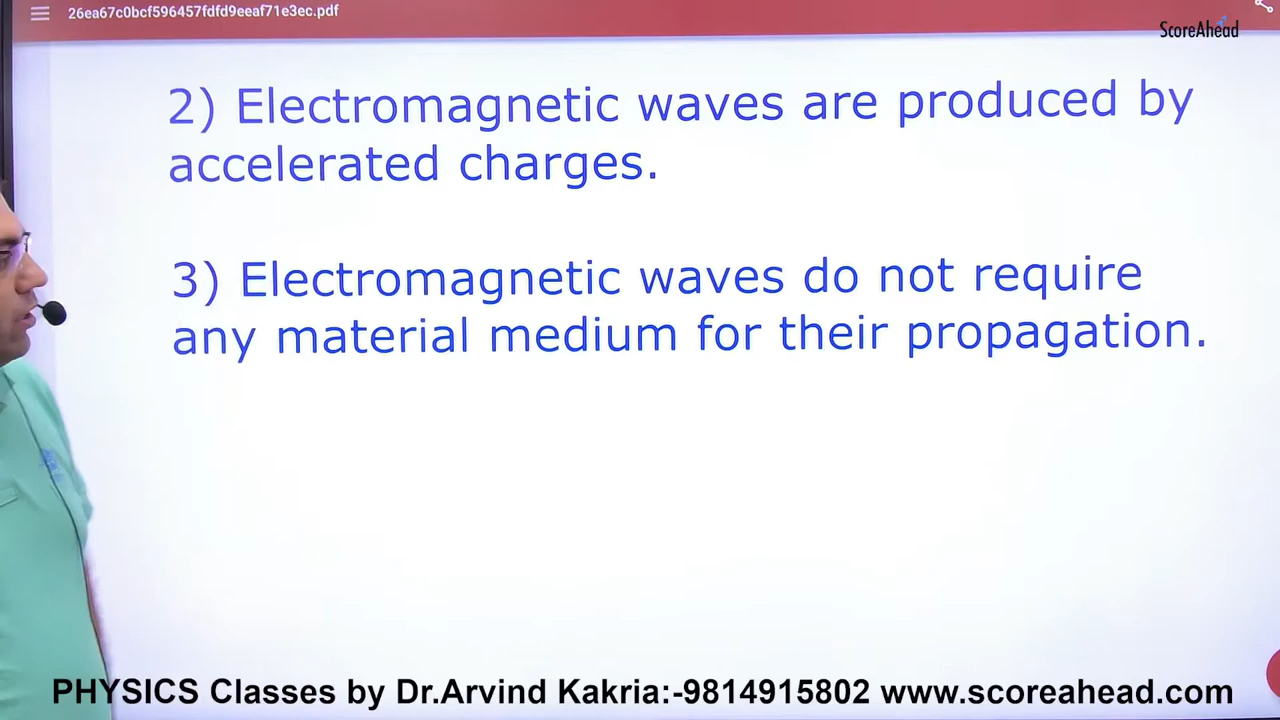 26ea67c0bcf596457fdfd9eeaf71e3ec.pdf
ScoreAhead
2) Electromagnetic waves are produced by
accelerated charges.
3) Electromagnetic waves do not require
any material medium for their propagation.
PHYSICS Classes by Dr.Arvind Kakria:-9814915802 www.scoreahead.com